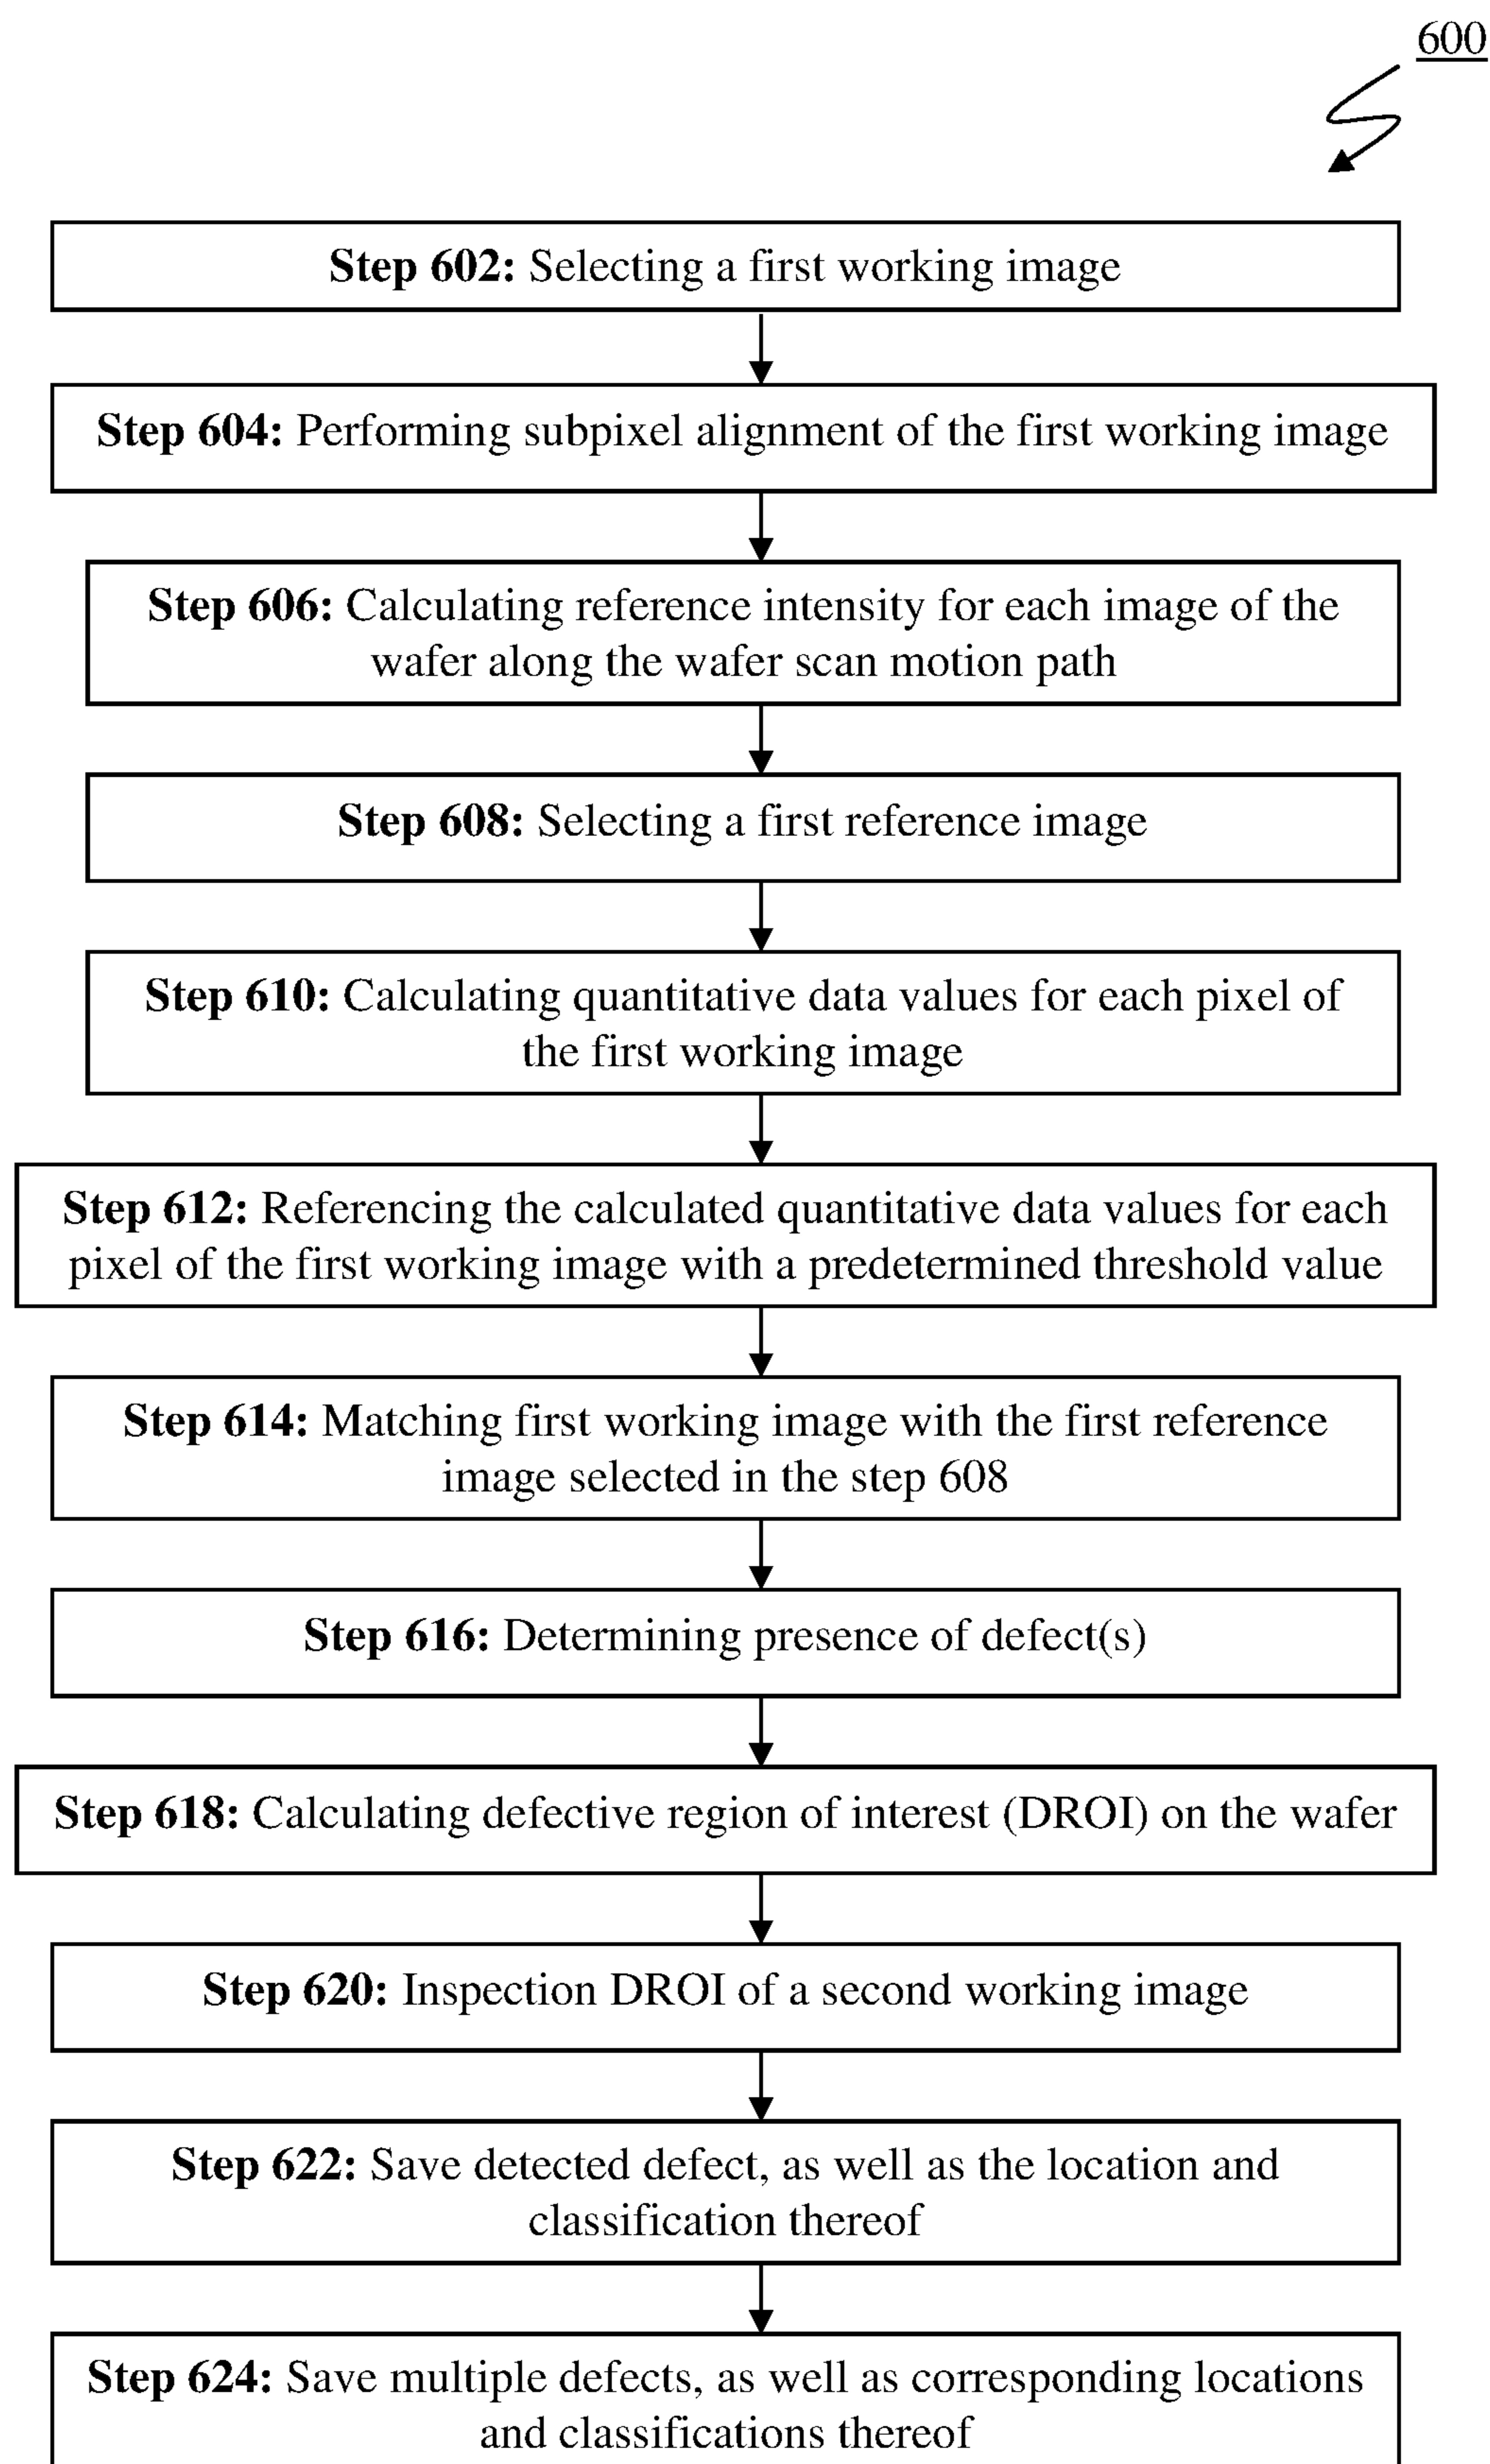 600
Step 602: Selecting a first working image
Step 604: Performing subpixel alignment of the first working image
Step 606: Calculating reference intensity for each image of the
wafer along the wafer scan motion path
Step 608: Selecting a first reference image
Step 610: Calculating quantitative data values for each pixel of
the first working image
Step 612: Referencing the calculated quantitative data values for each
pixel of the first working image with a predetermined threshold value
Step 614: Matching first working image with the first reference
image selected in the step 608
Step 616: Determining presence of defect(s)
Step 618: Calculating defective region of interest (DROI) on the wafer
Step 620: Inspection DROI of a second working image
Step 622: Save detected defect, as well as the location and
classification thereof
Step 624: Save multiple defects, as well as corresponding locations
and classifications thereof